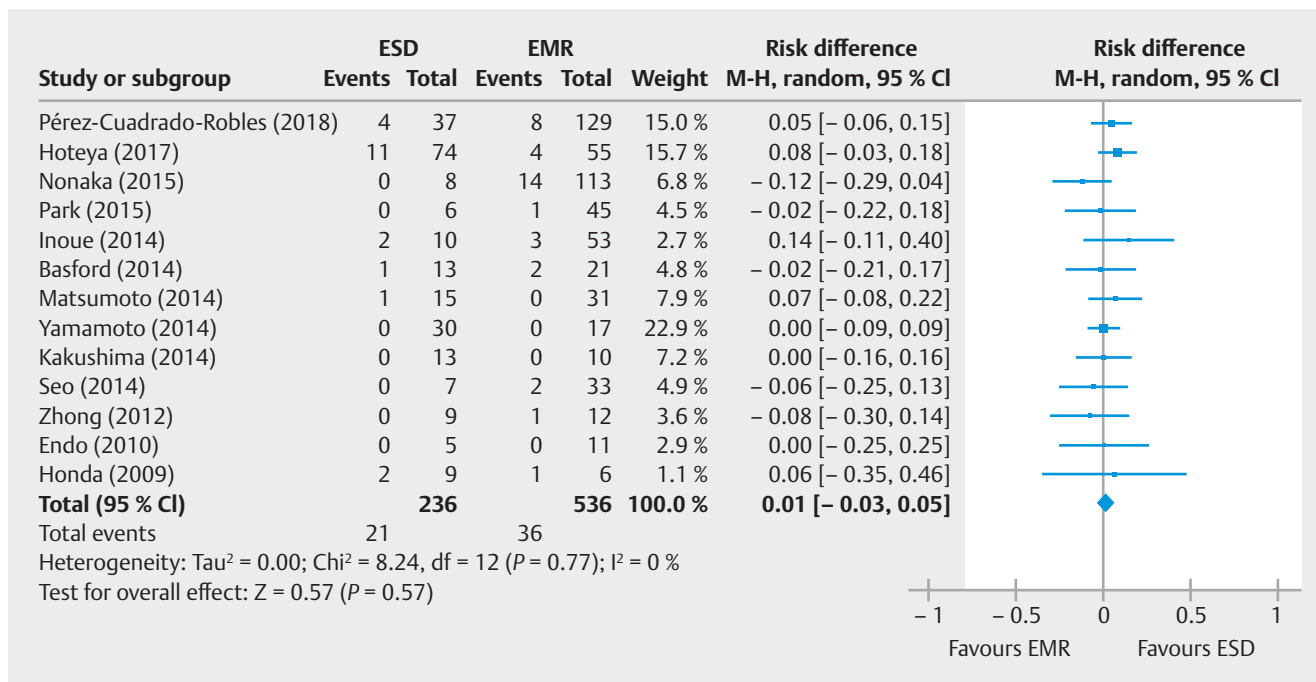 ESD EMR Risk difference Risk difference
Study or subgroup Events Total Events Total Weight M-H, random, 95 % CI M-H, random, 95 % CI
Pérez-Cuadrado-Robles (2018) 4 37 8 129 15.0 % 0.05 [– 0.06, 0.15]
Hoteya (2017) 11 74 4 55 15.7 % 0.08 [– 0.03, 0.18]
Nonaka (2015) 0 8 14 113 6.8 % – 0.12 [– 0.29, 0.04]
Park (2015) 0 6 1 45 4.5 % – 0.02 [– 0.22, 0.18]
Inoue (2014) 2 10 3 53 2.7 % 0.14 [– 0.11, 0.40]
Basford (2014) 1 13 2 21 4.8 % – 0.02 [– 0.21, 0.17]
Matsumoto (2014) 1 15 0 31 7.9 % 0.07 [– 0.08, 0.22]
Yamamoto (2014) 0 30 0 17 22.9 % 0.00 [– 0.09, 0.09]
Kakushima (2014) 0 13 0 10 7.2 % 0.00 [– 0.16, 0.16]
Seo (2014) 0 7 2 33 4.9 % – 0.06 [– 0.25, 0.13]
Zhong (2012) 0 9 1 12 3.6 % – 0.08 [– 0.30, 0.14]
Endo (2010) 0 5 0 11 2.9 % 0.00 [– 0.25, 0.25]
Honda (2009) 2 9 1 6 1.1 % 0.06 [– 0.35, 0.46]
Total (95 % CI) 236 536 100.0 % 0.01 [– 0.03, 0.05]
Total events 21 36
Heterogeneity: Tau² = 0.00; Chi² = 8.24, df = 12 (P = 0.77); I² = 0 %
Test for overall effect: Z = 0.57 (P = 0.57)
– 1 – 0.5 0 0.5 1
Favours EMR Favours ESD